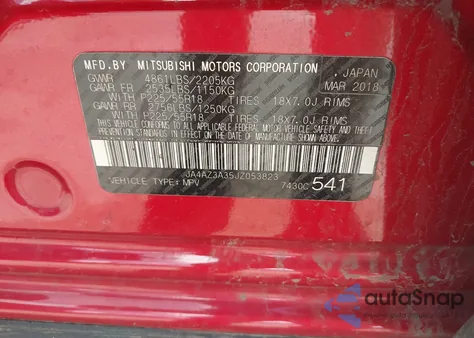 MFD.BY MITSUBISHI MOTORS CORPORATION , JAPAN
GVWR 4861LBS/2205KG MAR 2018
GAWR FR 2535LBS/1150KG
WITH P225/55R18 TIRES 18X7.0J RIMS
GAWR RR 2756LBS/1250KG
WITH P225/55R18 TIRES 18X7.0J RIMS
THIS VEHICLE CONFORMS TO ALL APPLICABLE FEDERAL MOTOR VEHICLE SAFETY AND THEFT
PREVENTION STANDARDS IN EFFECT ON THE DATE OF MANUFACTURE SHOWN ABOVE.
JA4AZ3A35JZ053823
VEHICLE TYPE: MPV 7430C 541
autoSnap